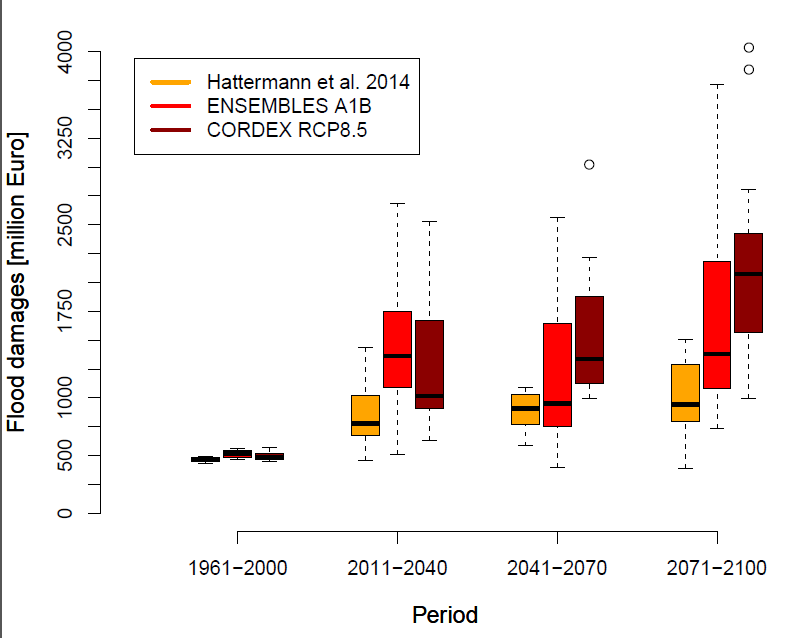 4000
3250
2500
1750
1000
500
0
Flood damages [million Euro]
Hattermann et al. 2014
ENSEMBLES A1B
CORDEX RCP8.5
1961−2000
2011−2040
2041−2070
2071−2100
Period